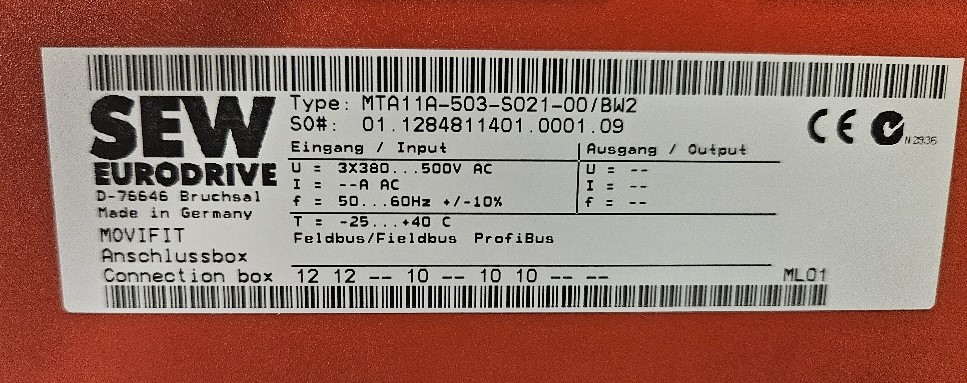 SEW
EURODRIVE
D-76646 Bruchsal
Made in Germany
MOVIFIT
Anschlussbox
Connection box
Type: MTA11A-503-S021-00/BW2
SO#: 01.1284811401.0001.09
Eingang / Input
U = 3X380...500V AC
I = --A AC
f = 50...60Hz +/-10%
T = -25...+40 C
Feldbus/Fieldbus ProfiBus
12 12 -- 10 -- 10 10 -- --
Ausgang / Output
U = --
I = --
f = --
CE
N2936
ML01